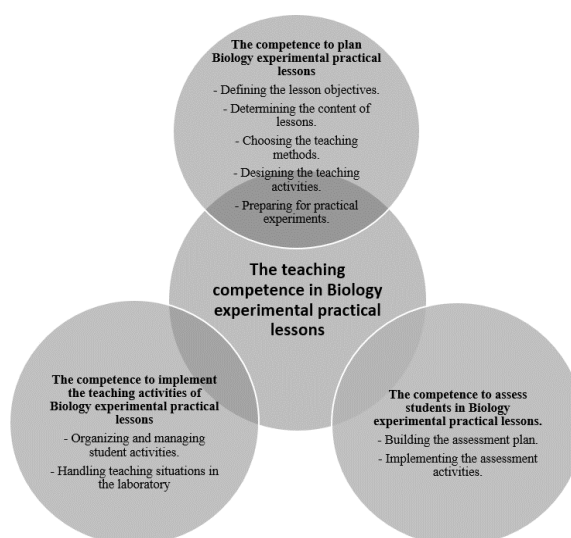 The competence to plan
Biology experimental practical
lessons
- Defining the lesson objectives.
- Determining the content of
lessons.
- Choosing the teaching
methods.
- Designing the teaching
activities.
- Preparing for practical
experiments.
The teaching
competence in Biology
experimental practical
lessons
The competence to implement
the teaching activities of
Biology experimental practical
lessons
- Organizing and managing
student activities.
- Handling teaching situations in
the laboratory
The competence to assess
students in Biology
experimental practical lessons.
- Building the assessment plan.
- Implementing the assessment
activities.